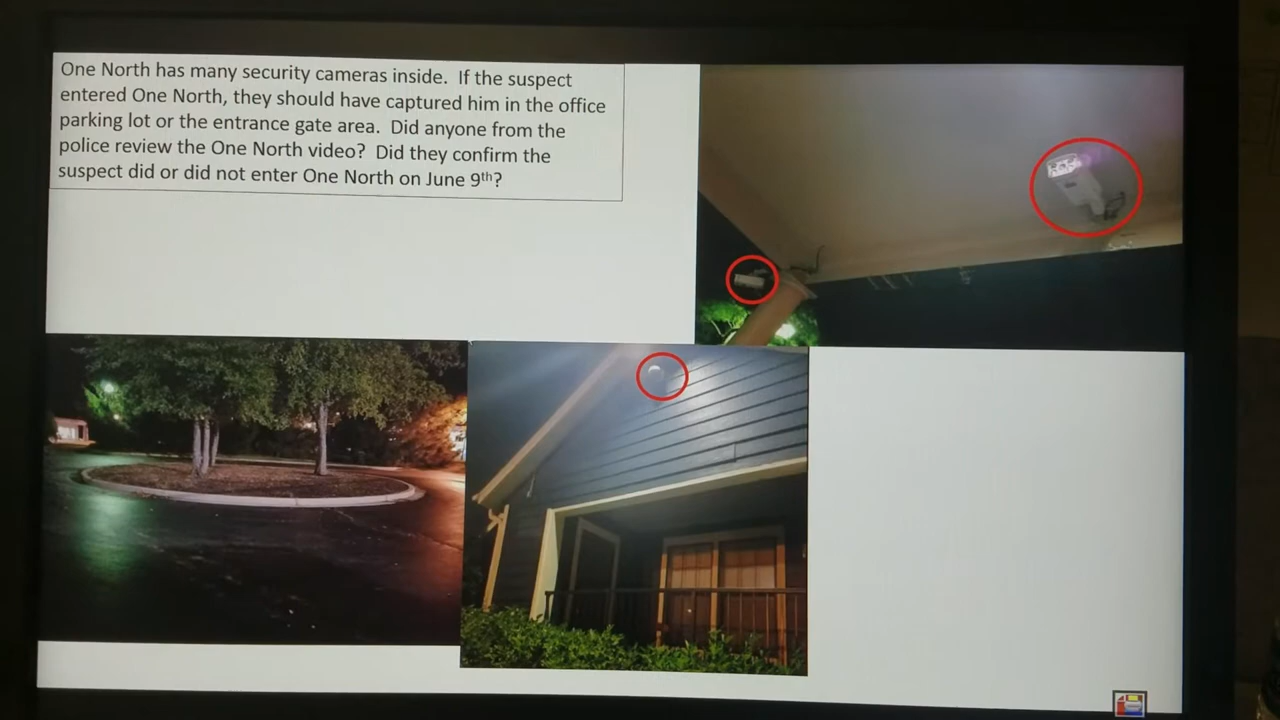 One North has many security cameras inside.  If the suspect
entered One North, they should have captured him in the office
parking lot or the entrance gate area.  Did anyone from the
police review the One North video?  Did they confirm the
suspect did or did not enter One North on June 9th?